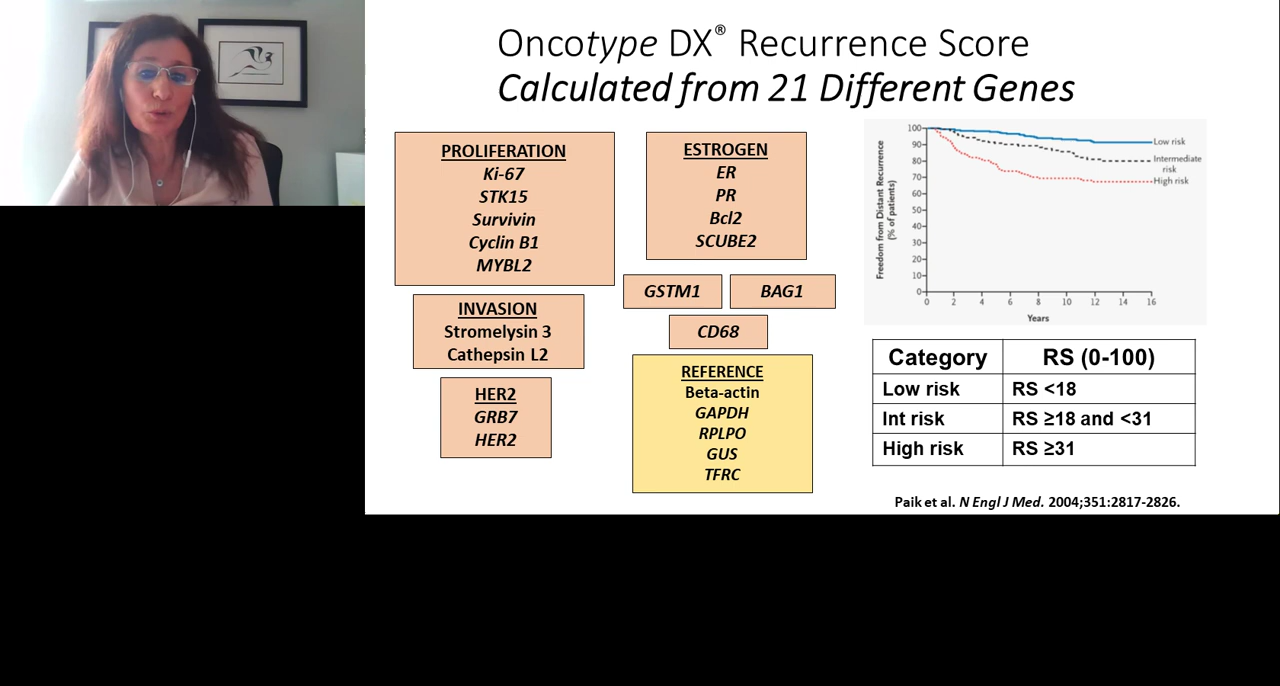 Oncotype DX® Recurrence Score
Calculated from 21 Different Genes
PROLIFERATION
Ki-67
STK15
Survivin
Cyclin B1
MYBL2
ESTROGEN
ER
PR
Bcl2
SCUBE2
GSTM1
BAG1
CD68
INVASION
Stromelysin 3
Cathepsin L2
HER2
GRB7
HER2
REFERENCE
Beta-actin
GAPDH
RPLPO
GUS
TFRC
Freedom from Distant Recurrence
(% of patients)
100
90
80
70
60
50
40
30
20
10
0
0 2 4 6 8 10 12 14 16
Years
Low risk
Intermediate
risk
High risk
Category RS (0-100)
Low risk RS <18
Int risk RS ≥18 and <31
High risk RS ≥31
Paik et al. N Engl J Med. 2004;351:2817-2826.